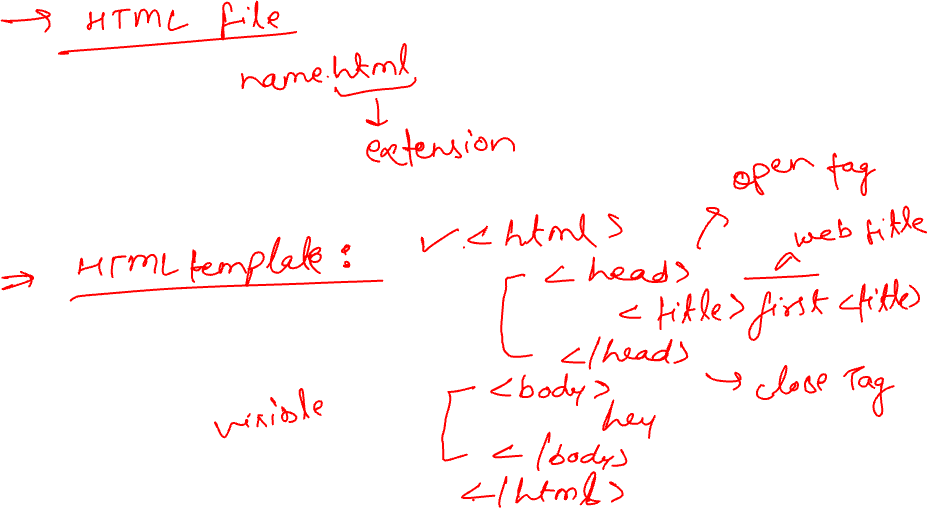 → HTML file
name.html
↓
extension
open tag
⇒ HTML template: ✓.<html>
web title
<head>
<title>first<title>
</head>
→ close Tag
<body>
visible
hey
</body>
</html>